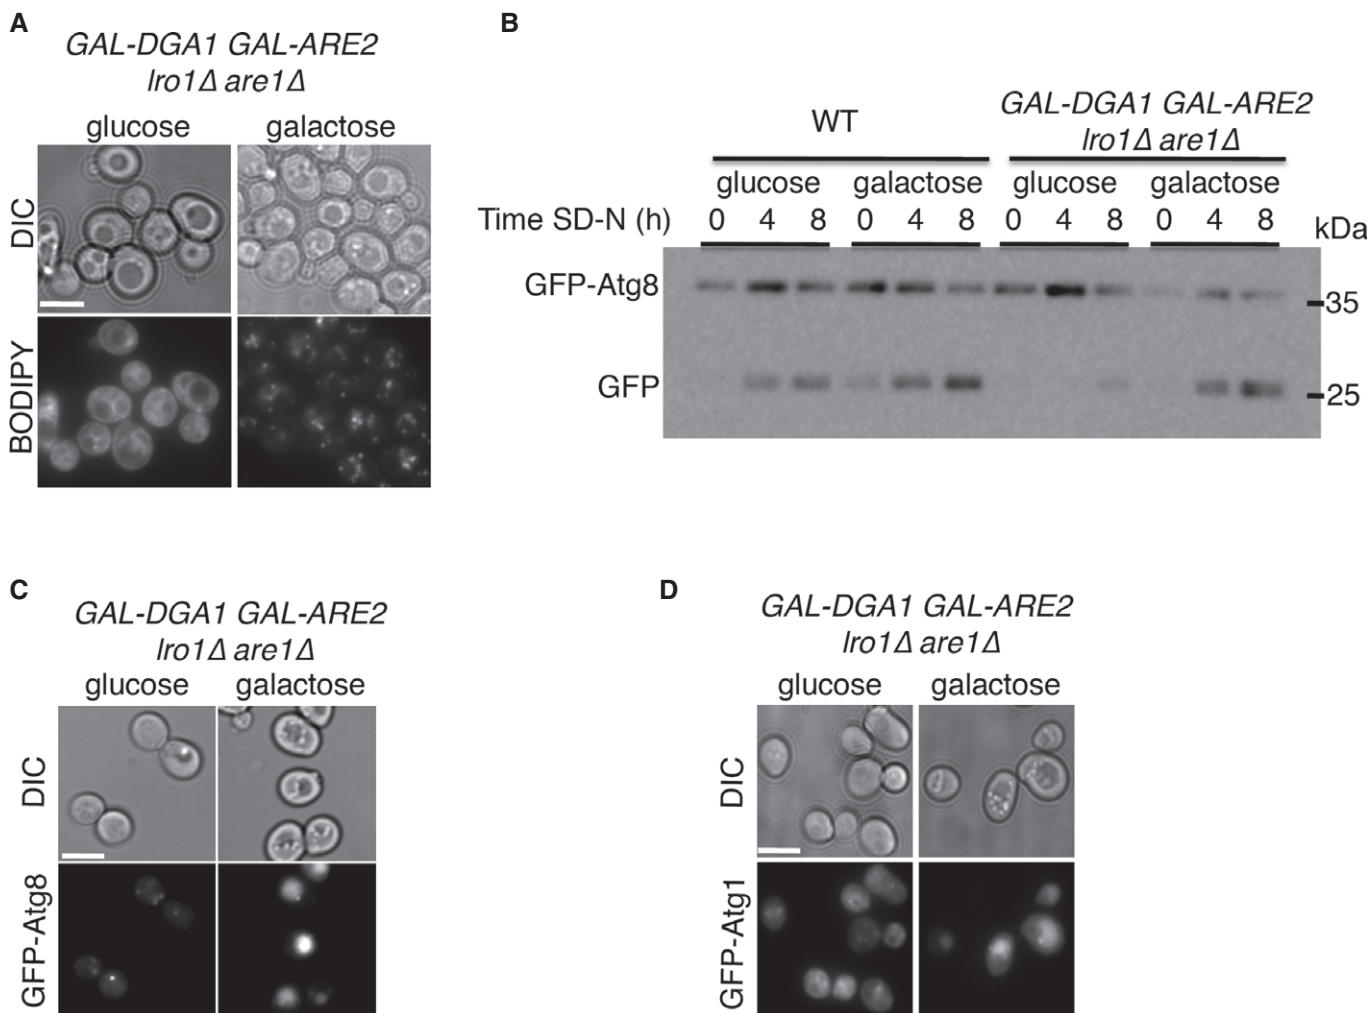 A
GAL-DGA1 GAL-ARE2
lro1Δ are1Δ
glucose galactose
DIC
BODIPY
B
WT
GAL-DGA1 GAL-ARE2
lro1Δ are1Δ
glucose galactose glucose galactose
Time SD-N (h) 0 4 8 0 4 8 0 4 8 0 4 8
kDa
GFP-Atg8
35
GFP
25
C
GAL-DGA1 GAL-ARE2
lro1Δ are1Δ
glucose galactose
DIC
GFP-Atg8
D
GAL-DGA1 GAL-ARE2
lro1Δ are1Δ
glucose galactose
DIC
GFP-Atg1